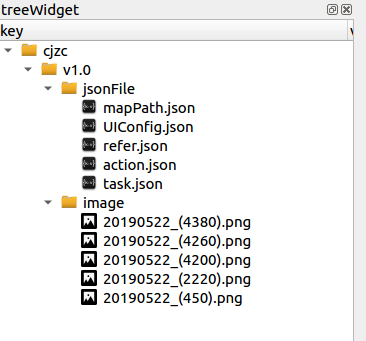 treeWidget
key
cjzc
v1.0
jsonFile
mapPath.json
UIConfig.json
refer.json
action.json
task.json
image
20190522_(4380).png
20190522_(4260).png
20190522_(4200).png
20190522_(2220).png
20190522_(450).png